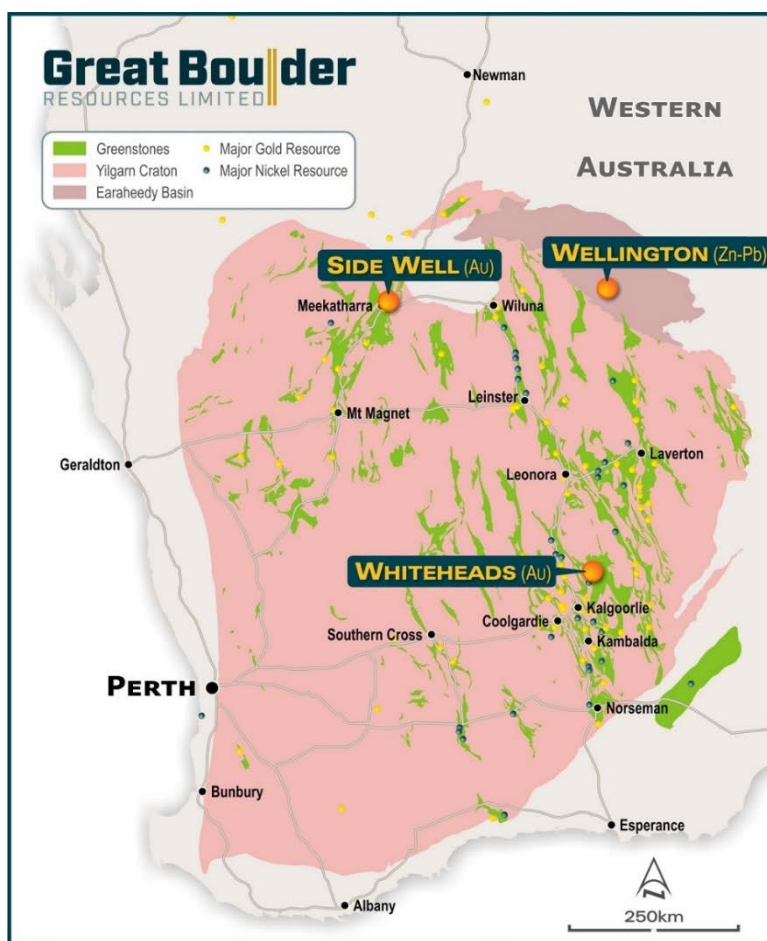 Great Boulder
RESOURCES LIMITED
Newman
WESTERN
AUSTRALIA
Greenstones
Yilgarn Craton
Earaheedy Basin
Major Gold Resource
Major Nickel Resource
SIDE WELL (Au)
WELLINGTON (Zn-Pb)
Meekatharra
Wiluna
Leinster
Mt Magnet
Geraldton
Leonora
Laverton
WHITEHEADS (Au)
Kalgoorlie
Coolgardie
Southern Cross
Kambalda
PERTH
Norseman
Bunbury
Esperance
Albany
N
250km